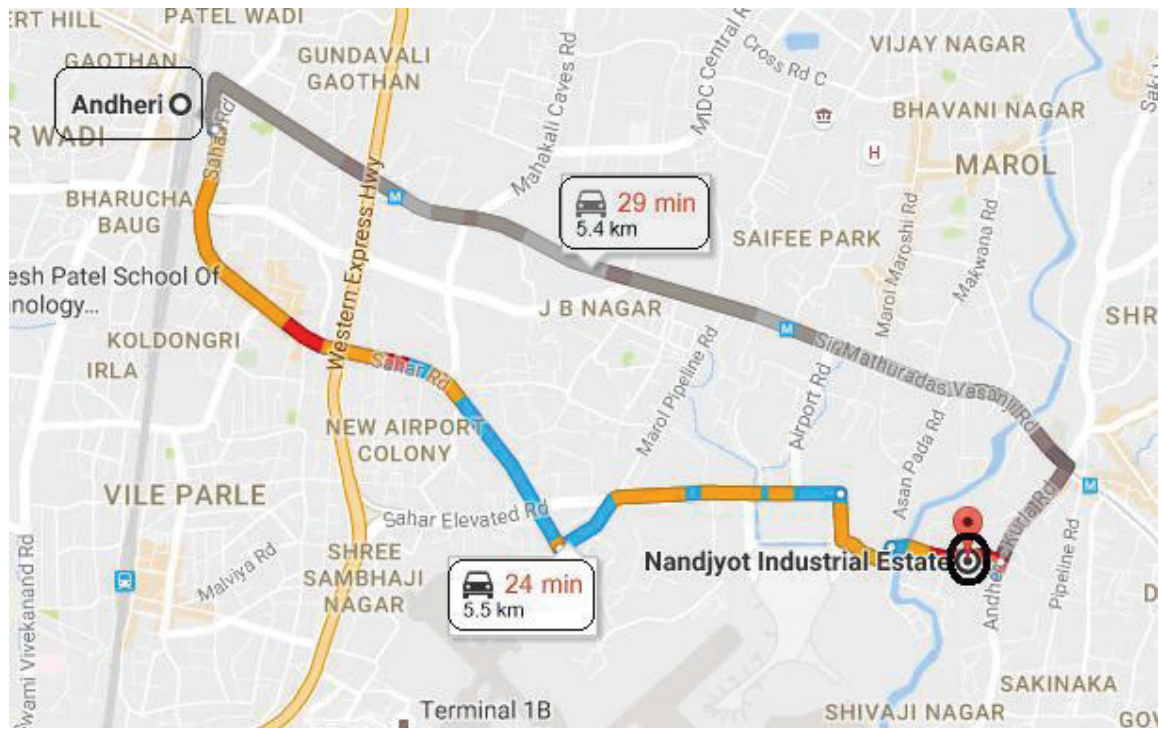 ERT HILL
PATEL WADI
GAOTHAN
GUNDAVALI
GAOTHAN
Mahakali Caves Rd
MDC Central R
Cross Rd C
VIJAY NAGAR
Andheri
R WADI
Sahar Rd
BHAVANI NAGAR
H
MAROL
BHARUCHA
BAUG
Western Express Hwy
M
29 min
5.4 km
SAIFEE PARK
Marol Maroshi Rd
Makwana Rd
esh Patel School Of
nology...
J B NAGAR
M
SHR
KOLDONGRI
IRLA
Sahar Rd
Marol Pipeline Rd
Airport Rd
Sir Mathuradas Vasanji Rd
NEW AIRPORT
COLONY
Asan Pada Rd
M
VILE PARLE
Sahar Elevated Rd
Malviya Rd
SHREE
SAMBHAJI
NAGAR
24 min
5.5 km
Nandjyot Industrial Estate
Pipeline Rd
D
wami Vivekanand Rd
Terminal 1B
SAKINAKA
SHIVAJI NAGAR
GOV